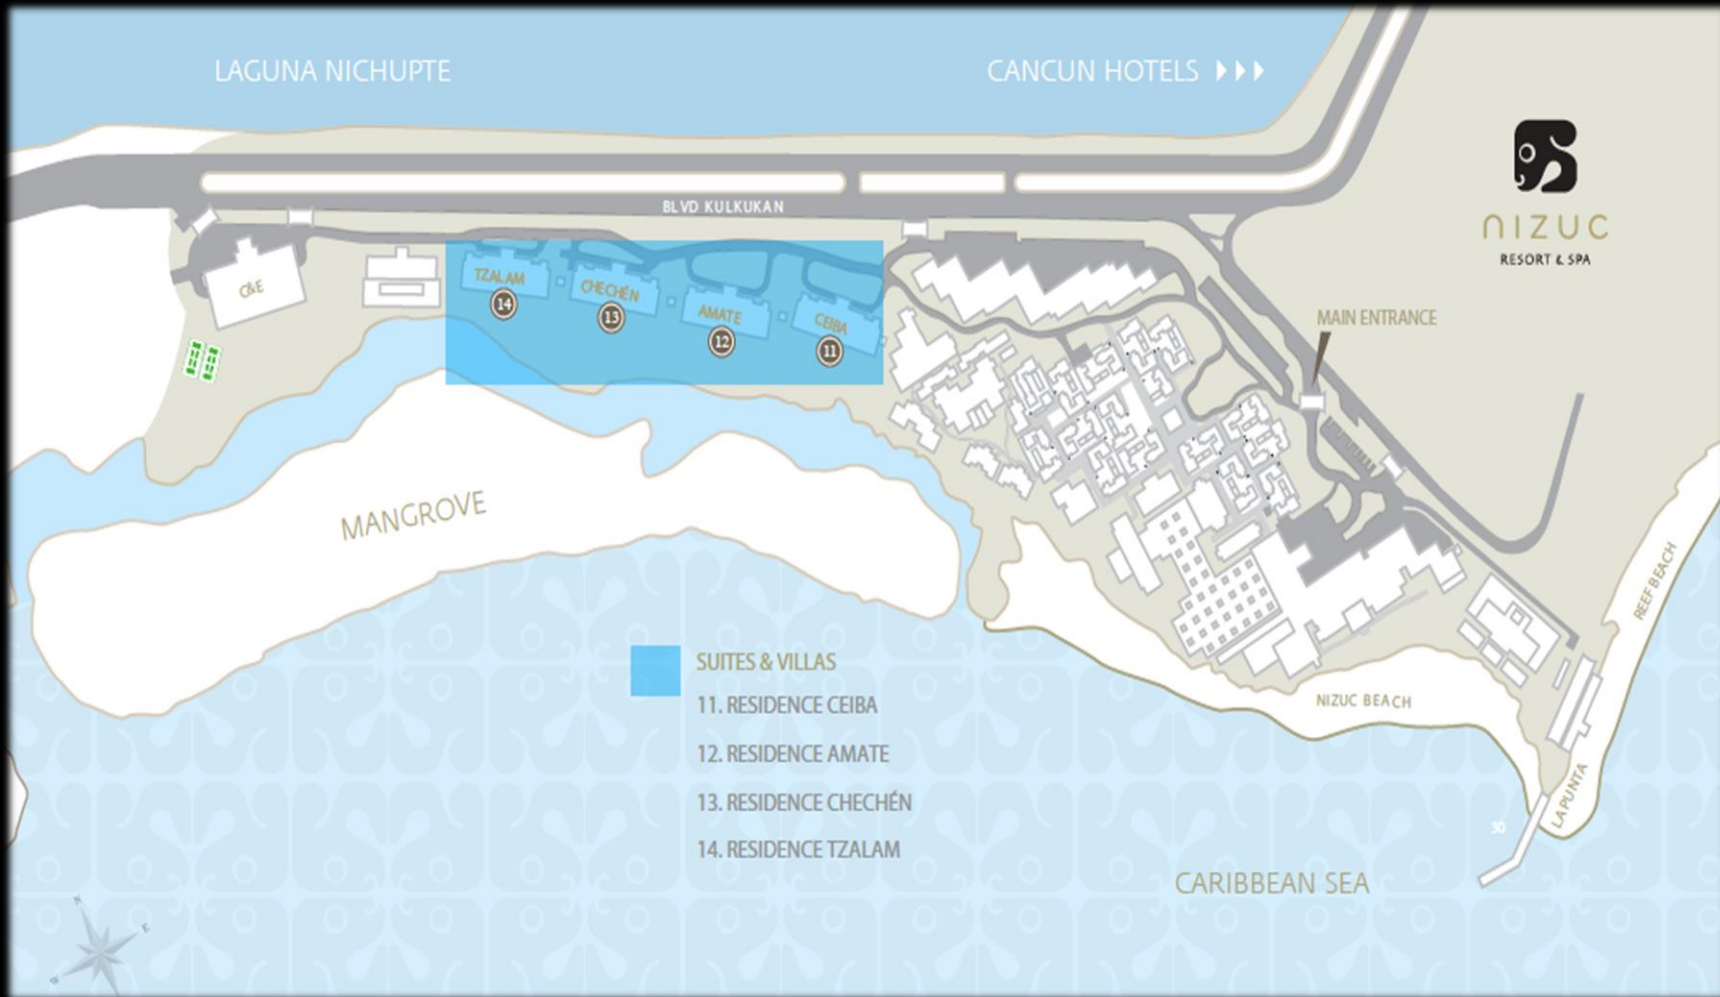 LAGUNA NICHUPTE
CANCUN HOTELS
BLVD KULKUKAN
NIZUC
RESORT & SPA
MAIN ENTRANCE
C&E
TZALAM
14
CHECHÉN
13
AMATE
12
CEIBA
11
MANGROVE
REEF BEACH
NIZUC BEACH
LA PUNTA
30
CARIBBEAN SEA
SUITES & VILLAS
11. RESIDENCE CEIBA
12. RESIDENCE AMATE
13. RESIDENCE CHECHÉN
14. RESIDENCE TZALAM
N
E
W